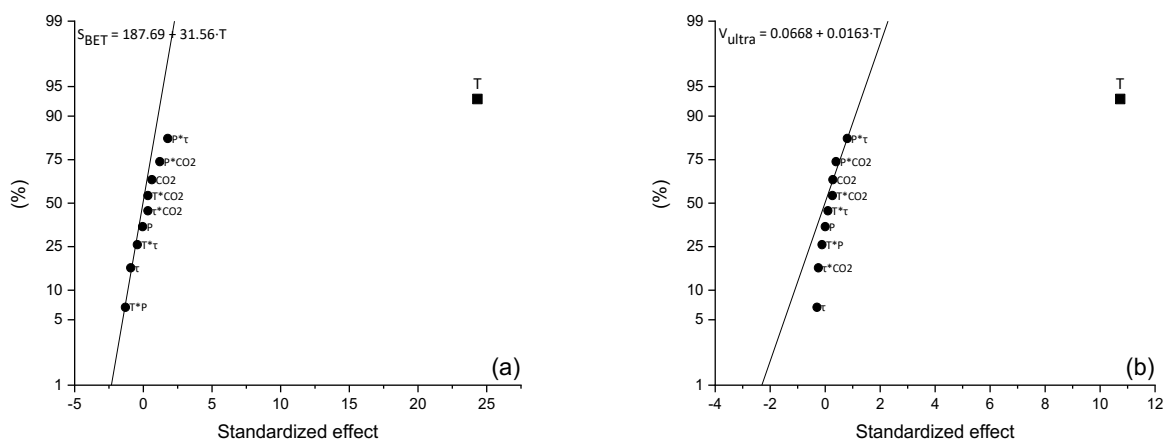 99
95
90
75
50
25
10
5
1
(%)
S_BET = 187.69 + 31.56·T
T
P*τ
P*CO2
CO2
T*CO2
τ*CO2
P
T*τ
τ
T*P
(a)
-5 0 5 10 15 20 25
Standardized effect
99
95
90
75
50
25
10
5
1
(%)
V_ultra = 0.0668 + 0.0163·T
T
P*τ
P*CO2
CO2
T*CO2
T*τ
P
T*P
τ*CO2
τ
(b)
-4 -2 0 2 4 6 8 10 12
Standardized effect